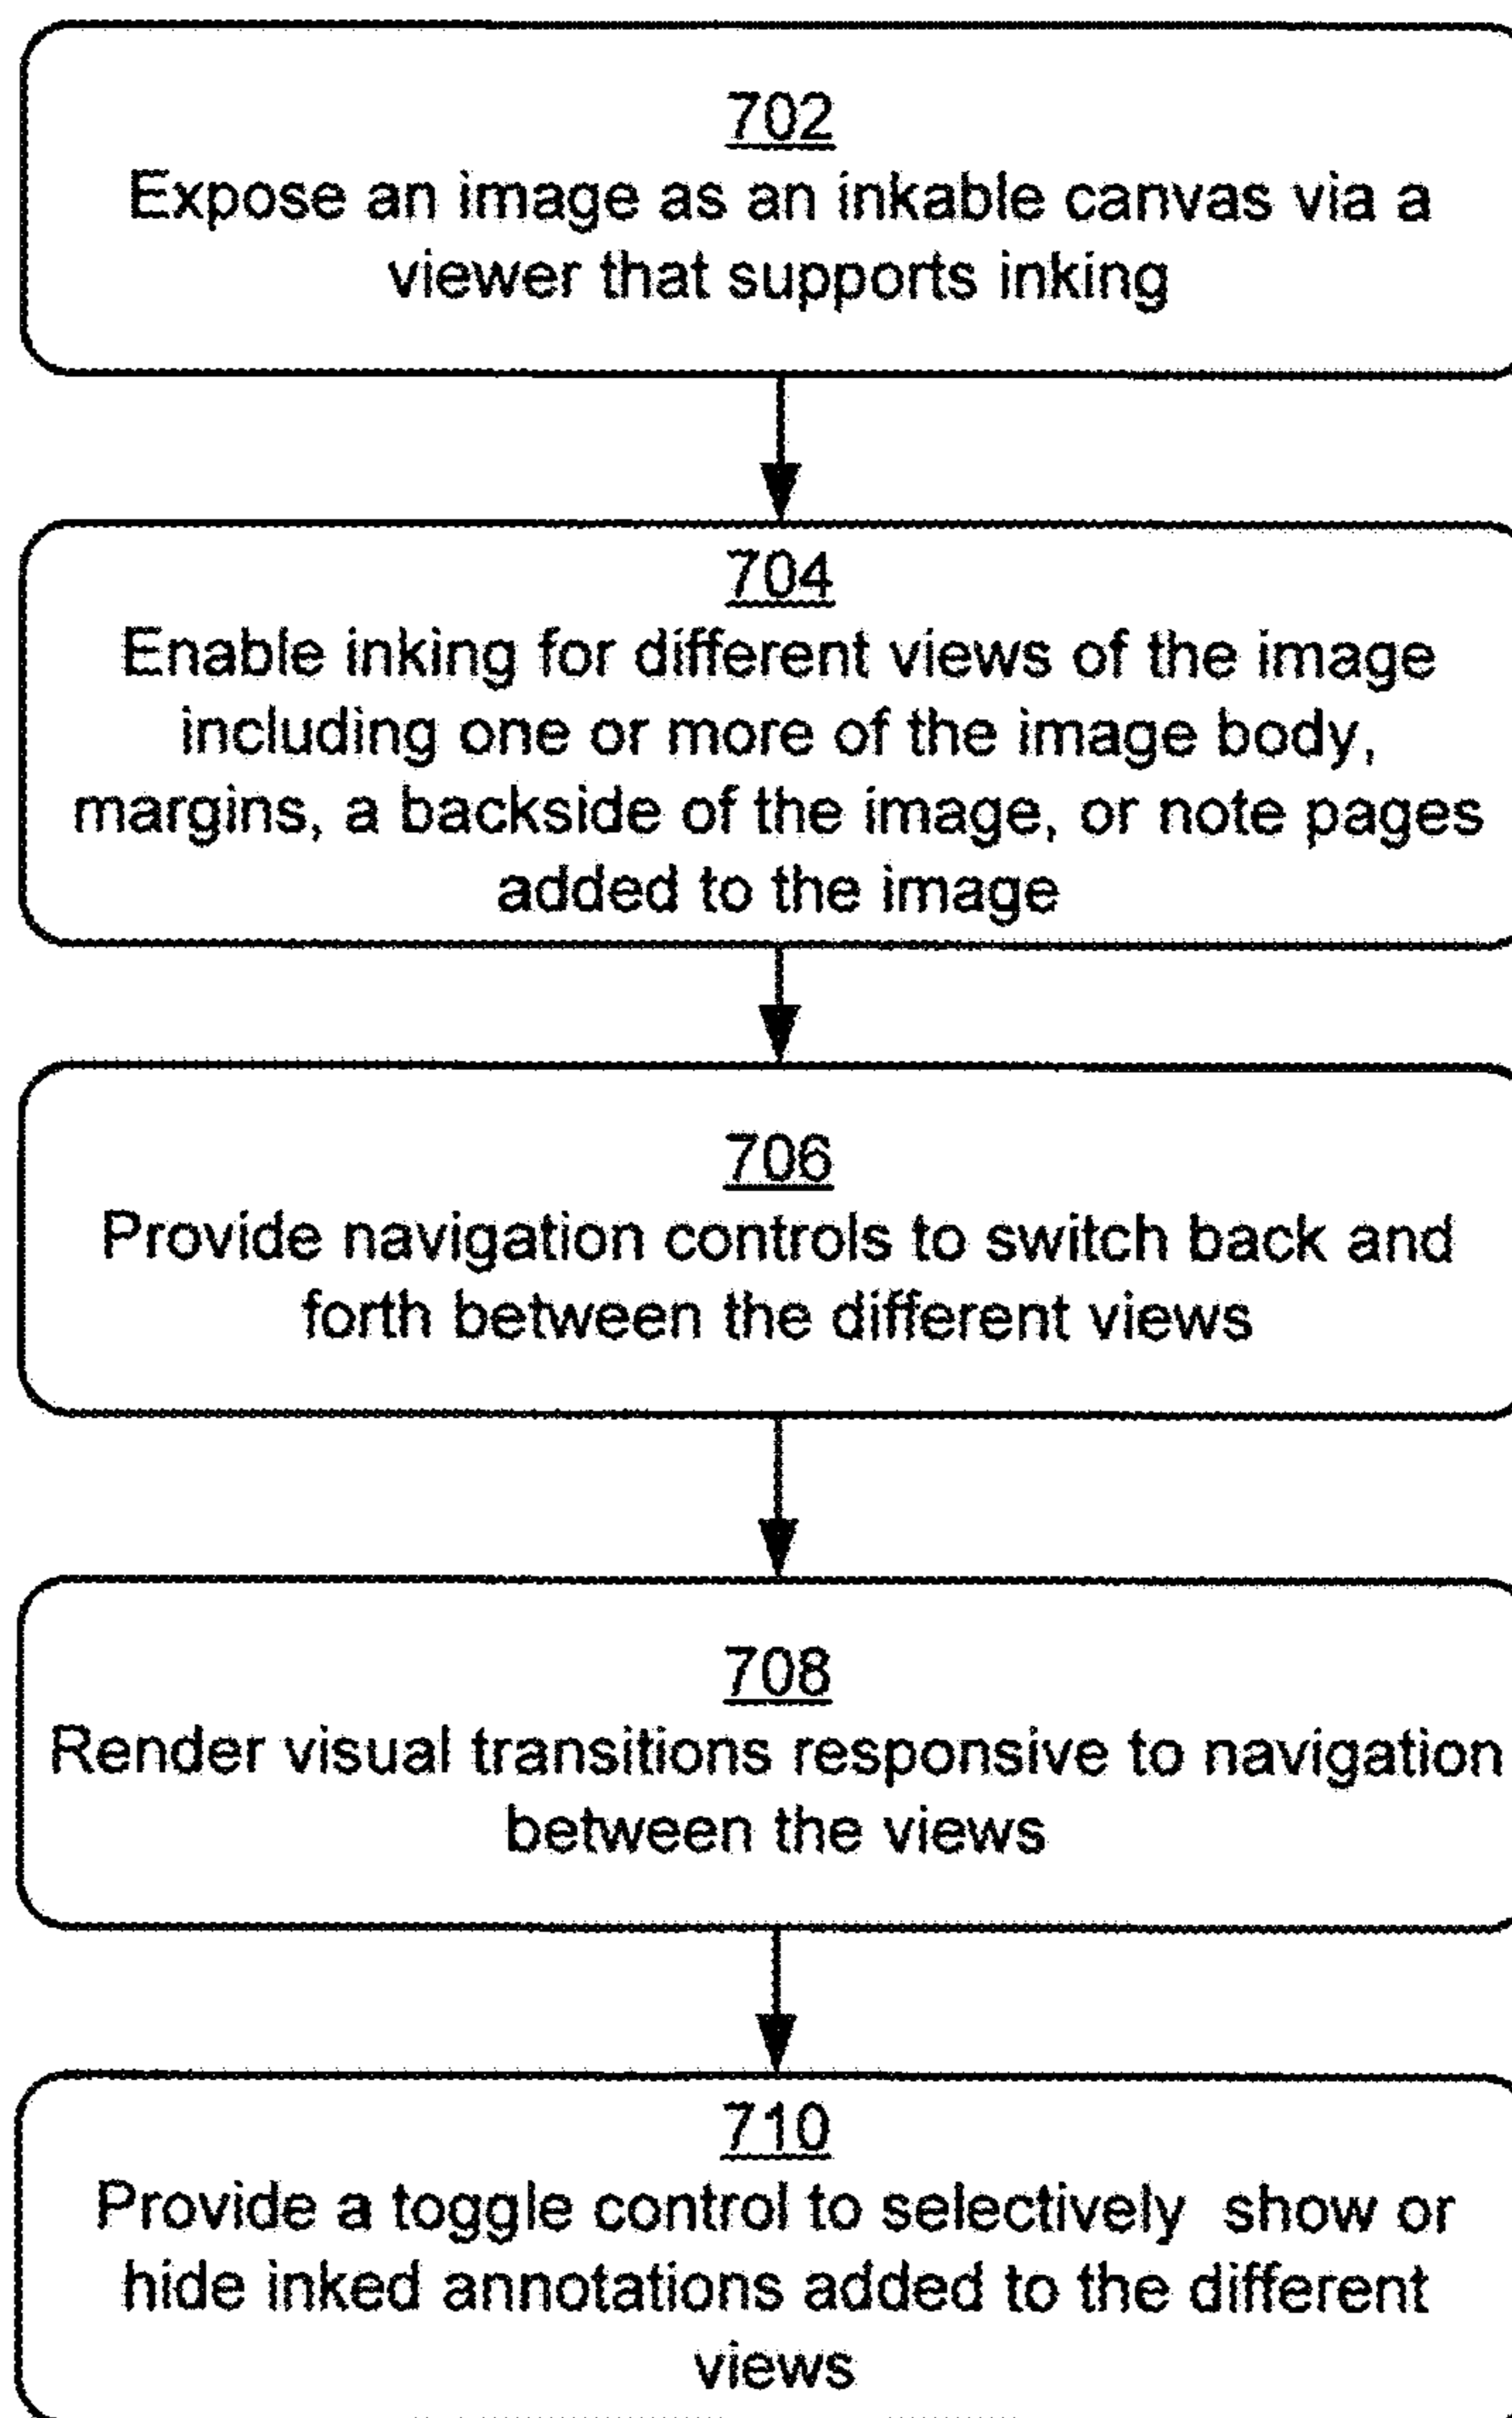 702
Expose an image as an inkable canvas via a
viewer that supports inking
704
Enable inking for different views of the image
including one or more of the image body,
margins, a backside of the image, or note pages
added to the image
706
Provide navigation controls to switch back and
forth between the different views
708
Render visual transitions responsive to navigation
between the views
710
Provide a toggle control to selectively show or
hide inked annotations added to the different
views